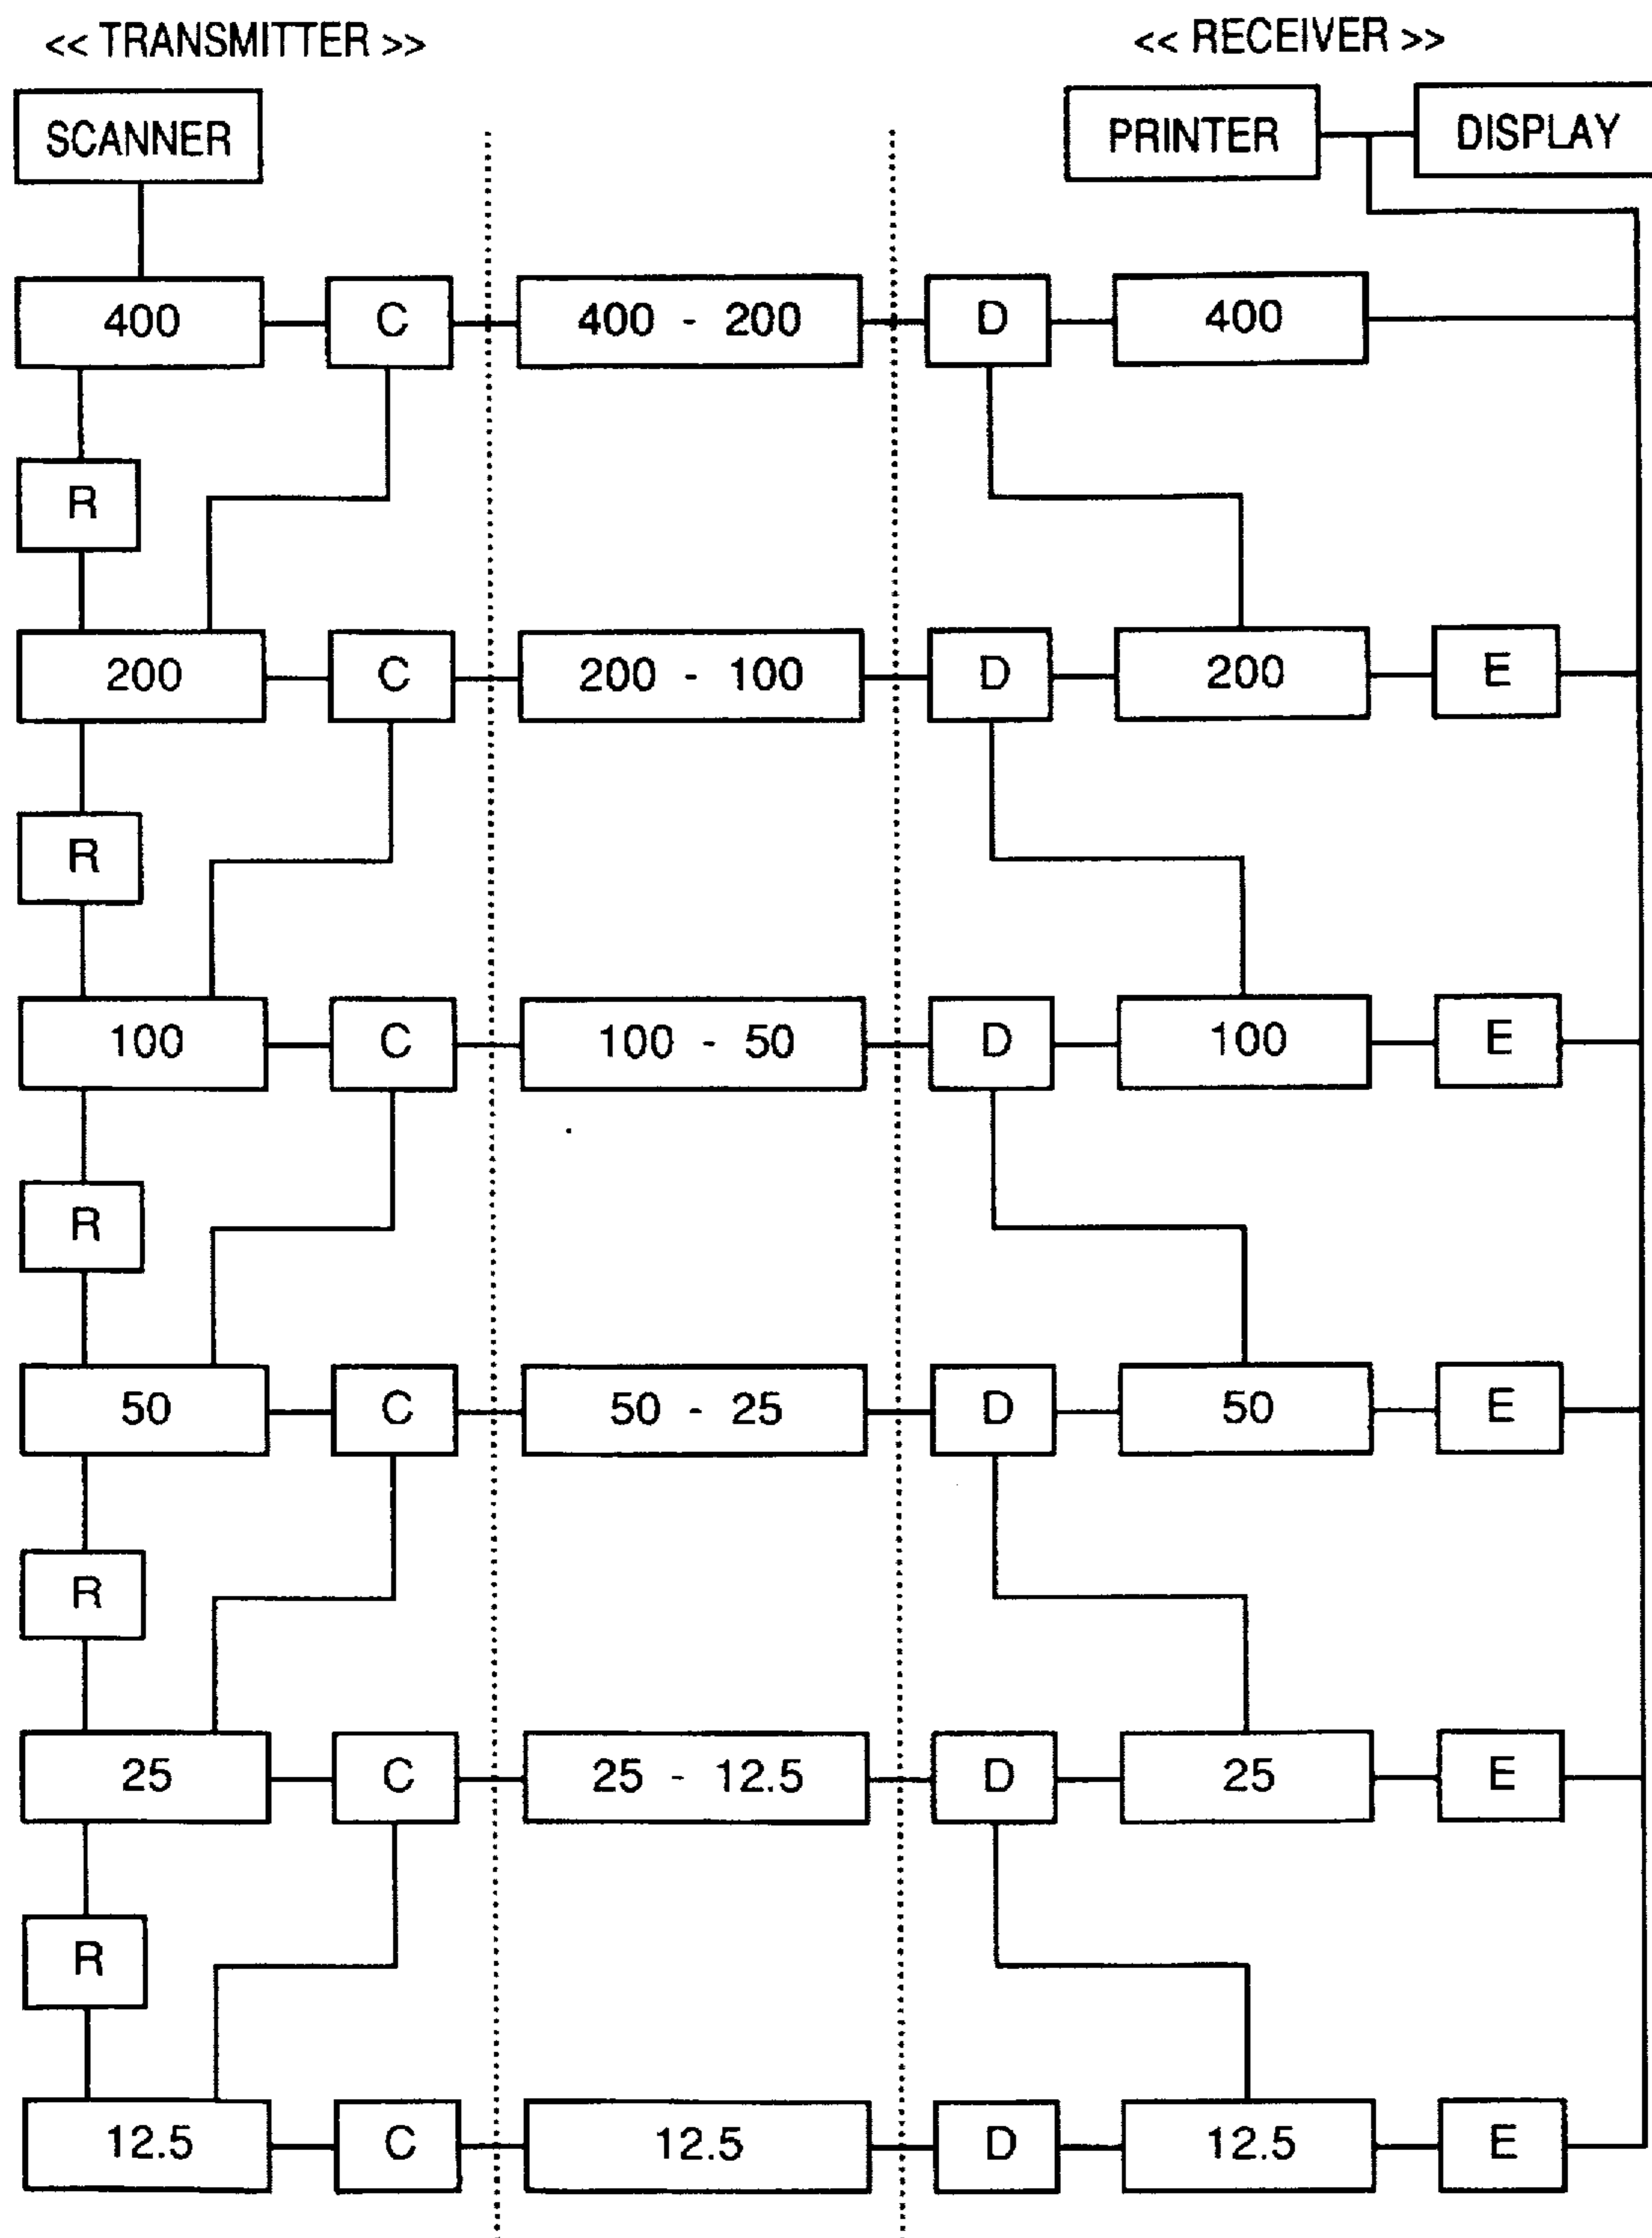 << TRANSMITTER >>
<< RECEIVER >>
SCANNER
PRINTER
DISPLAY
400
C
400 - 200
D
400
R
200
C
200 - 100
D
200
E
R
100
C
100 - 50
D
100
E
R
50
C
50 - 25
D
50
E
R
25
C
25 - 12.5
D
25
E
R
12.5
C
12.5
D
12.5
E